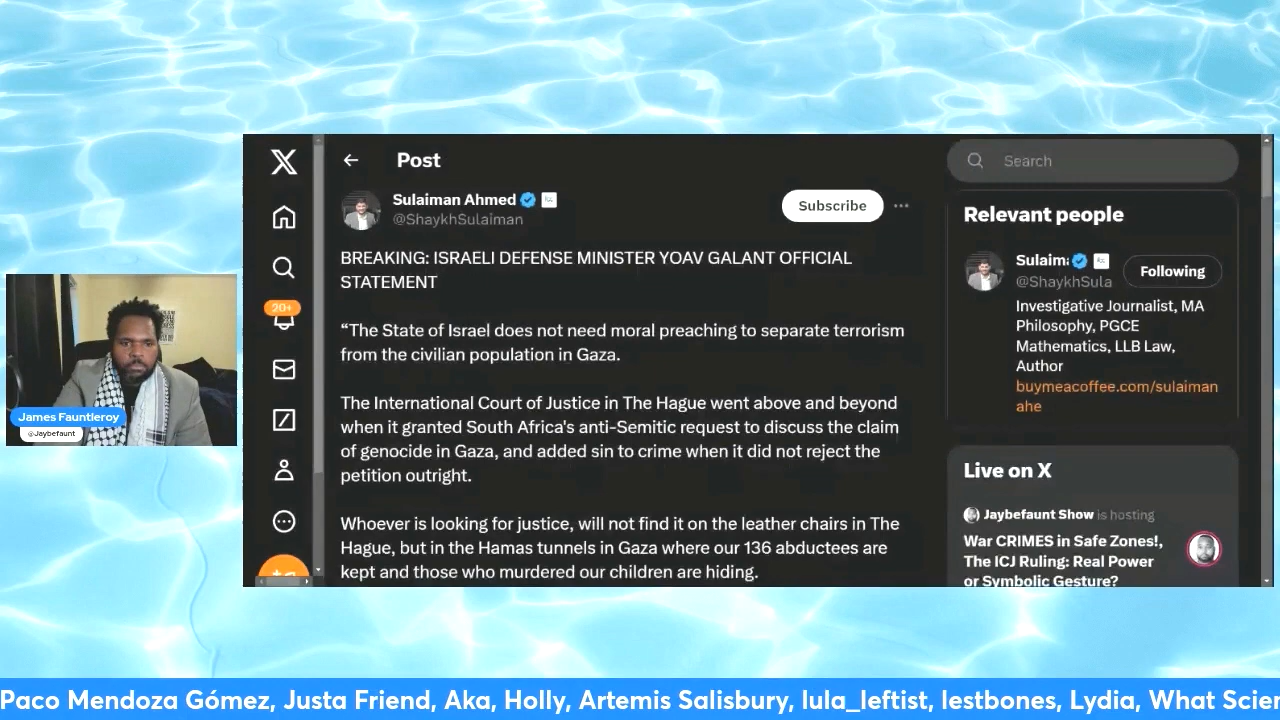 X
Post
Search
Sulaiman Ahmed
@ShaykhSulaiman
Subscribe
BREAKING: ISRAELI DEFENSE MINISTER YOAV GALANT OFFICIAL
STATEMENT
“The State of Israel does not need moral preaching to separate terrorism
from the civilian population in Gaza.
The International Court of Justice in The Hague went above and beyond
when it granted South Africa's anti-Semitic request to discuss the claim
of genocide in Gaza, and added sin to crime when it did not reject the
petition outright.
Whoever is looking for justice, will not find it on the leather chairs in The
Hague, but in the Hamas tunnels in Gaza where our 136 abductees are
kept and those who murdered our children are hiding.
20+
Relevant people
Sulaim
@ShaykhSula
Following
Investigative Journalist, MA
Philosophy, PGCE
Mathematics, LLB Law,
Author
buymeacoffee.com/sulaiman
ahe
Live on X
Jaybefaunt Show is hosting
War CRIMES in Safe Zones!,
The ICJ Ruling: Real Power
or Symbolic Gesture?
James Fauntleroy
@Jaybefaunt
Paco Mendoza Gómez, Justa Friend, Aka, Holly, Artemis Salisbury, lula_leftist, lestbones, Lydia, What Scien